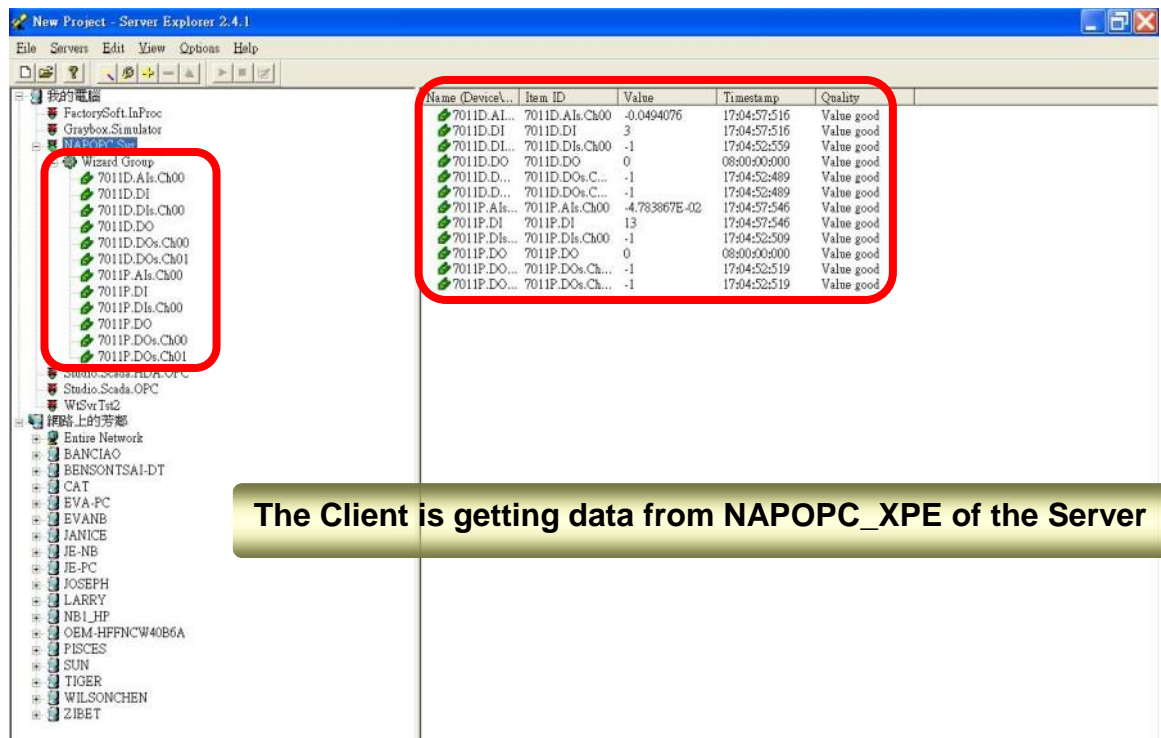 New Project - Server Explorer 2.4.1
File Servers Edit View Options Help
我的電腦
FactorySoft.InProc
Graybox.Simulator
NAPOPC.Svr
Wizard Group
7011D.AIs.Ch00
7011D.DI
7011D.DIs.Ch00
7011D.DO
7011D.DOs.Ch00
7011D.DOs.Ch01
7011P.AIs.Ch00
7011P.DI
7011P.DIs.Ch00
7011P.DO
7011P.DOs.Ch00
7011P.DOs.Ch01
Studio.Scada.HDA.OPC
Studio.Scada.OPC
WtSvrTst2
網路上的芳鄰
Entire Network
BANCIAO
BENSONTSAI-DT
CAT
EVA-PC
EVANB
JANICE
JE-NB
JE-PC
JOSEPH
LARRY
NB1_HP
OEM-HFFNCW40B6A
PISCES
SUN
TIGER
WILSONCHEN
ZIBET
Name (Device\... Item ID Value Timestamp Quality
7011D.AI... 7011D.AIs.Ch00 -0.0494076 17:04:57:516 Value good
7011D.DI 7011D.DI 3 17:04:57:516 Value good
7011D.DI... 7011D.DIs.Ch00 -1 17:04:52:559 Value good
7011D.DO 7011D.DO 0 08:00:00:000 Value good
7011D.D... 7011D.DOs.C... -1 17:04:52:489 Value good
7011D.D... 7011D.DOs.C... -1 17:04:52:489 Value good
7011P.AIs... 7011P.AIs.Ch00 -4.783867E-02 17:04:57:546 Value good
7011P.DI 7011P.DI 13 17:04:57:546 Value good
7011P.DIs... 7011P.DIs.Ch00 -1 17:04:52:509 Value good
7011P.DO 7011P.DO 0 08:00:00:000 Value good
7011P.DO... 7011P.DOs.Ch... -1 17:04:52:519 Value good
7011P.DO... 7011P.DOs.Ch... -1 17:04:52:519 Value good
The Client is getting data from NAPOPC_XPE of the Server